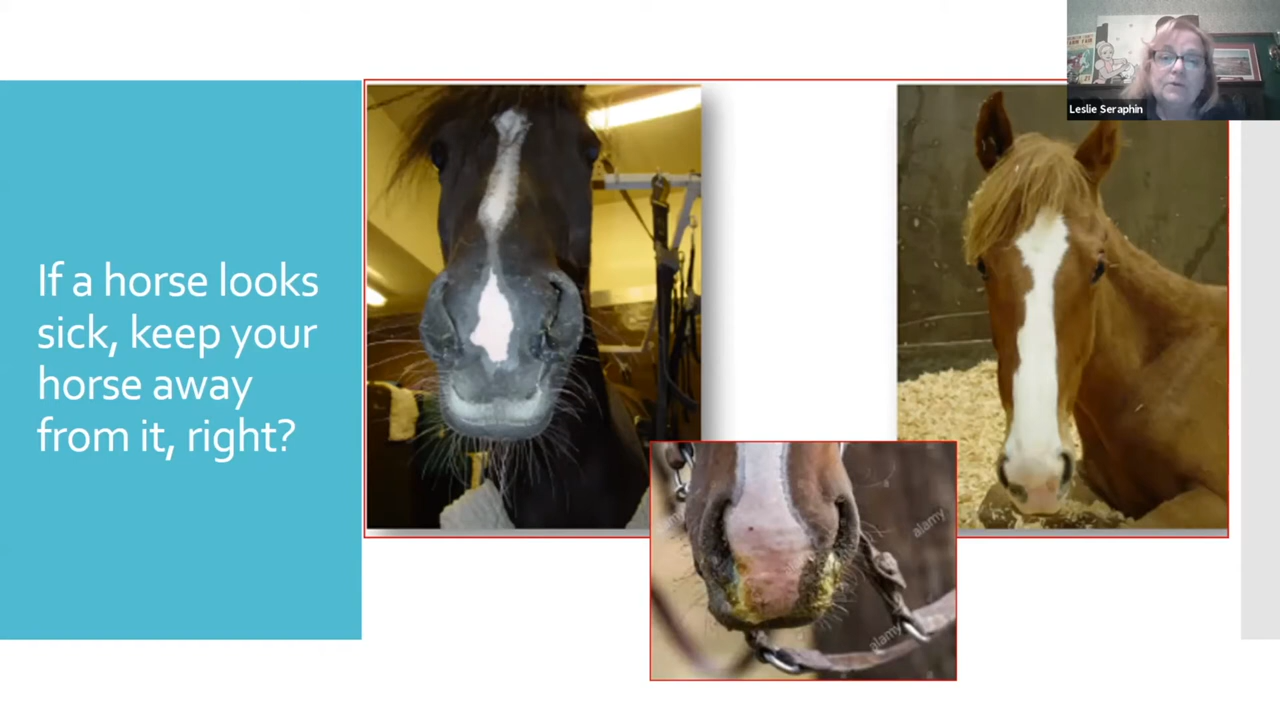 If a horse looks
sick, keep your
horse away
from it, right?
Leslie Seraphin
alamy
alamy